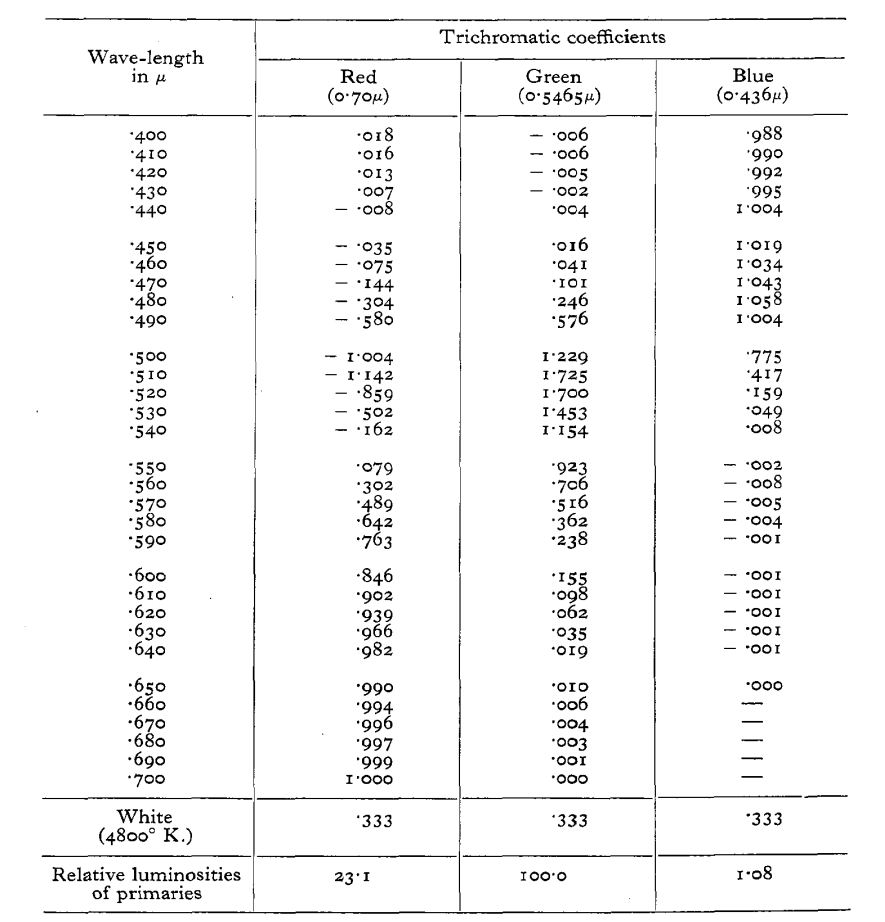 Wave-length
in μ
Trichromatic coefficients
Red
(0·70μ)
Green
(0·5465μ)
Blue
(0·436μ)
·400 ·018 — ·006 ·988
·410 ·016 — ·006 ·990
·420 ·013 — ·005 ·992
·430 ·007 — ·002 ·995
·440 — ·008 ·004 1·004
·450 — ·035 ·016 1·019
·460 — ·075 ·041 1·034
·470 — ·144 ·101 1·043
·480 — ·304 ·246 1·058
·490 — ·580 ·576 1·004
·500 — 1·004 1·229 ·775
·510 — 1·142 1·725 ·417
·520 — ·859 1·700 ·159
·530 — ·502 1·453 ·049
·540 — ·162 1·154 ·008
·550 ·079 ·923 — ·002
·560 ·302 ·706 — ·008
·570 ·489 ·516 — ·005
·580 ·642 ·362 — ·004
·590 ·763 ·238 — ·001
·600 ·846 ·155 — ·001
·610 ·902 ·098 — ·001
·620 ·939 ·062 — ·001
·630 ·966 ·035 — ·001
·640 ·982 ·019 — ·001
·650 ·990 ·010 ·000
·660 ·994 ·006 —
·670 ·996 ·004 —
·680 ·997 ·003 —
·690 ·999 ·001 —
·700 1·000 ·000 —
White
(4800° K.)
·333 ·333 ·333
Relative luminosities
of primaries
23·1 100·0 1·08